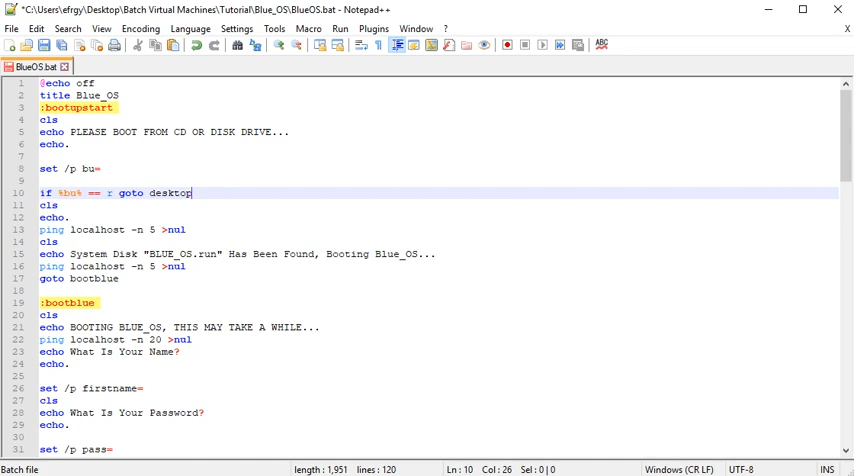 *C:\Users\efrgy\Desktop\Batch Virtual Machines\Tutorial\Blue_OS\BlueOS.bat - Notepad++
File Edit Search View Encoding Language Settings Tools Macro Run Plugins Window ? X
ABC
BlueOS.bat
1 @echo off
2 title Blue_OS
3 :bootupstart
4 cls
5 echo PLEASE BOOT FROM CD OR DISK DRIVE...
6 echo.
7
8 set /p bu=
9
10 if %bu% == r goto desktop
11 cls
12 echo.
13 ping localhost -n 5 >nul
14 cls
15 echo System Disk "BLUE_OS.run" Has Been Found, Booting Blue_OS...
16 ping localhost -n 5 >nul
17 goto bootblue
18
19 :bootblue
20 cls
21 echo BOOTING BLUE_OS, THIS MAY TAKE A WHILE...
22 ping localhost -n 20 >nul
23 echo What Is Your Name?
24 echo.
25
26 set /p firstname=
27 cls
28 echo What Is Your Password?
29 echo.
30
31 set /p pass=
Batch file length : 1,951 lines : 120 Ln : 10 Col : 26 Sel : 0 | 0 Windows (CR LF) UTF-8 INS